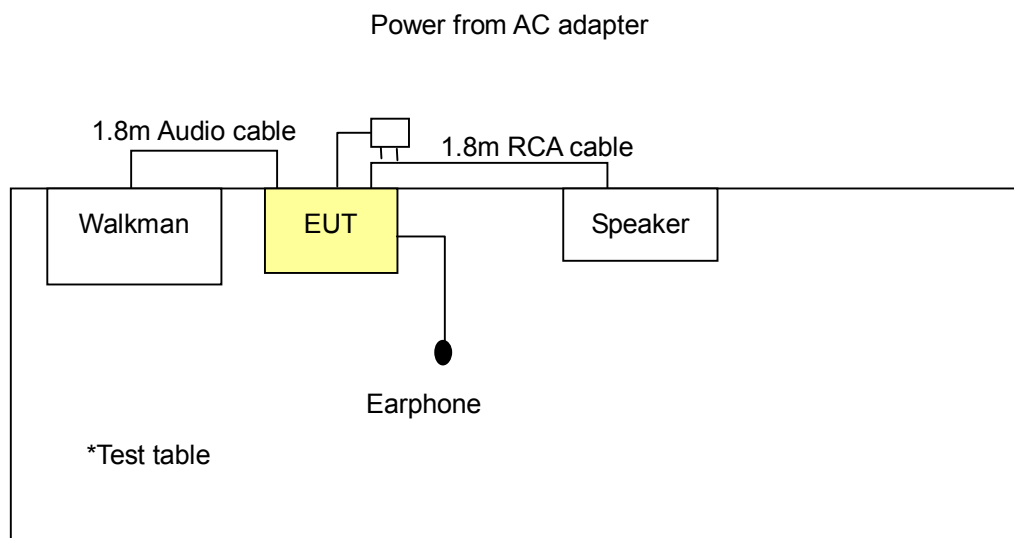 Power from AC adapter
1.8m Audio cable
1.8m RCA cable
Walkman
EUT
Speaker
Earphone
*Test table